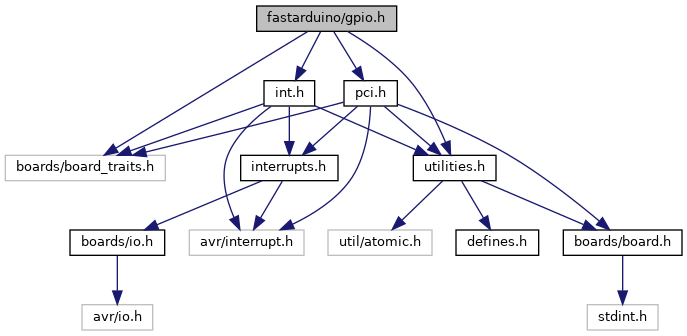 fastarduino/gpio.h
int.h
pci.h
boards/board_traits.h
interrupts.h
utilities.h
boards/io.h
avr/interrupt.h
util/atomic.h
defines.h
boards/board.h
avr/io.h
stdint.h